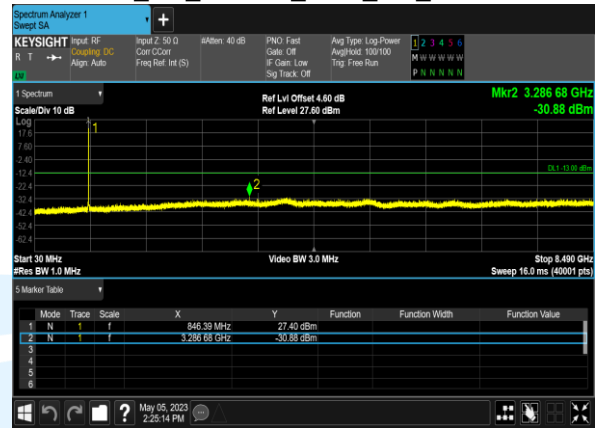 Spectrum Analyzer 1
Swept SA
+
KEYSIGHT
R T
LV
Input: RF
Coupling: DC
Align: Auto
Input Z: 50 Ω
Corr CCorr
Freq Ref: Int (S)
#Atten: 40 dB
PNO: Fast
Gate: Off
IF Gain: Low
Sig Track: Off
Avg Type: Log-Power
Avg|Hold: 100/100
Trig: Free Run
1 2 3 4 5 6
M W W W W W
P N N N N N
1 Spectrum
Scale/Div 10 dB
Ref Lvl Offset 4.60 dB
Ref Level 27.60 dBm
Mkr2 3.286 68 GHz
-30.88 dBm
Log
17.6
7.60
-2.40
-12.4
-22.4
-32.4
-42.4
-52.4
-62.4
1
2
DL1 -13.00 dBm
Start 30 MHz
#Res BW 1.0 MHz
Video BW 3.0 MHz
Stop 8.490 GHz
Sweep 16.0 ms (40001 pts)
5 Marker Table
Mode Trace Scale X Y Function Function Width Function Value
1 N 1 f 846.39 MHz 27.40 dBm
2 N 1 f 3.286 68 GHz -30.88 dBm
3
4
5
6
?
May 05, 2023
2:25:14 PM